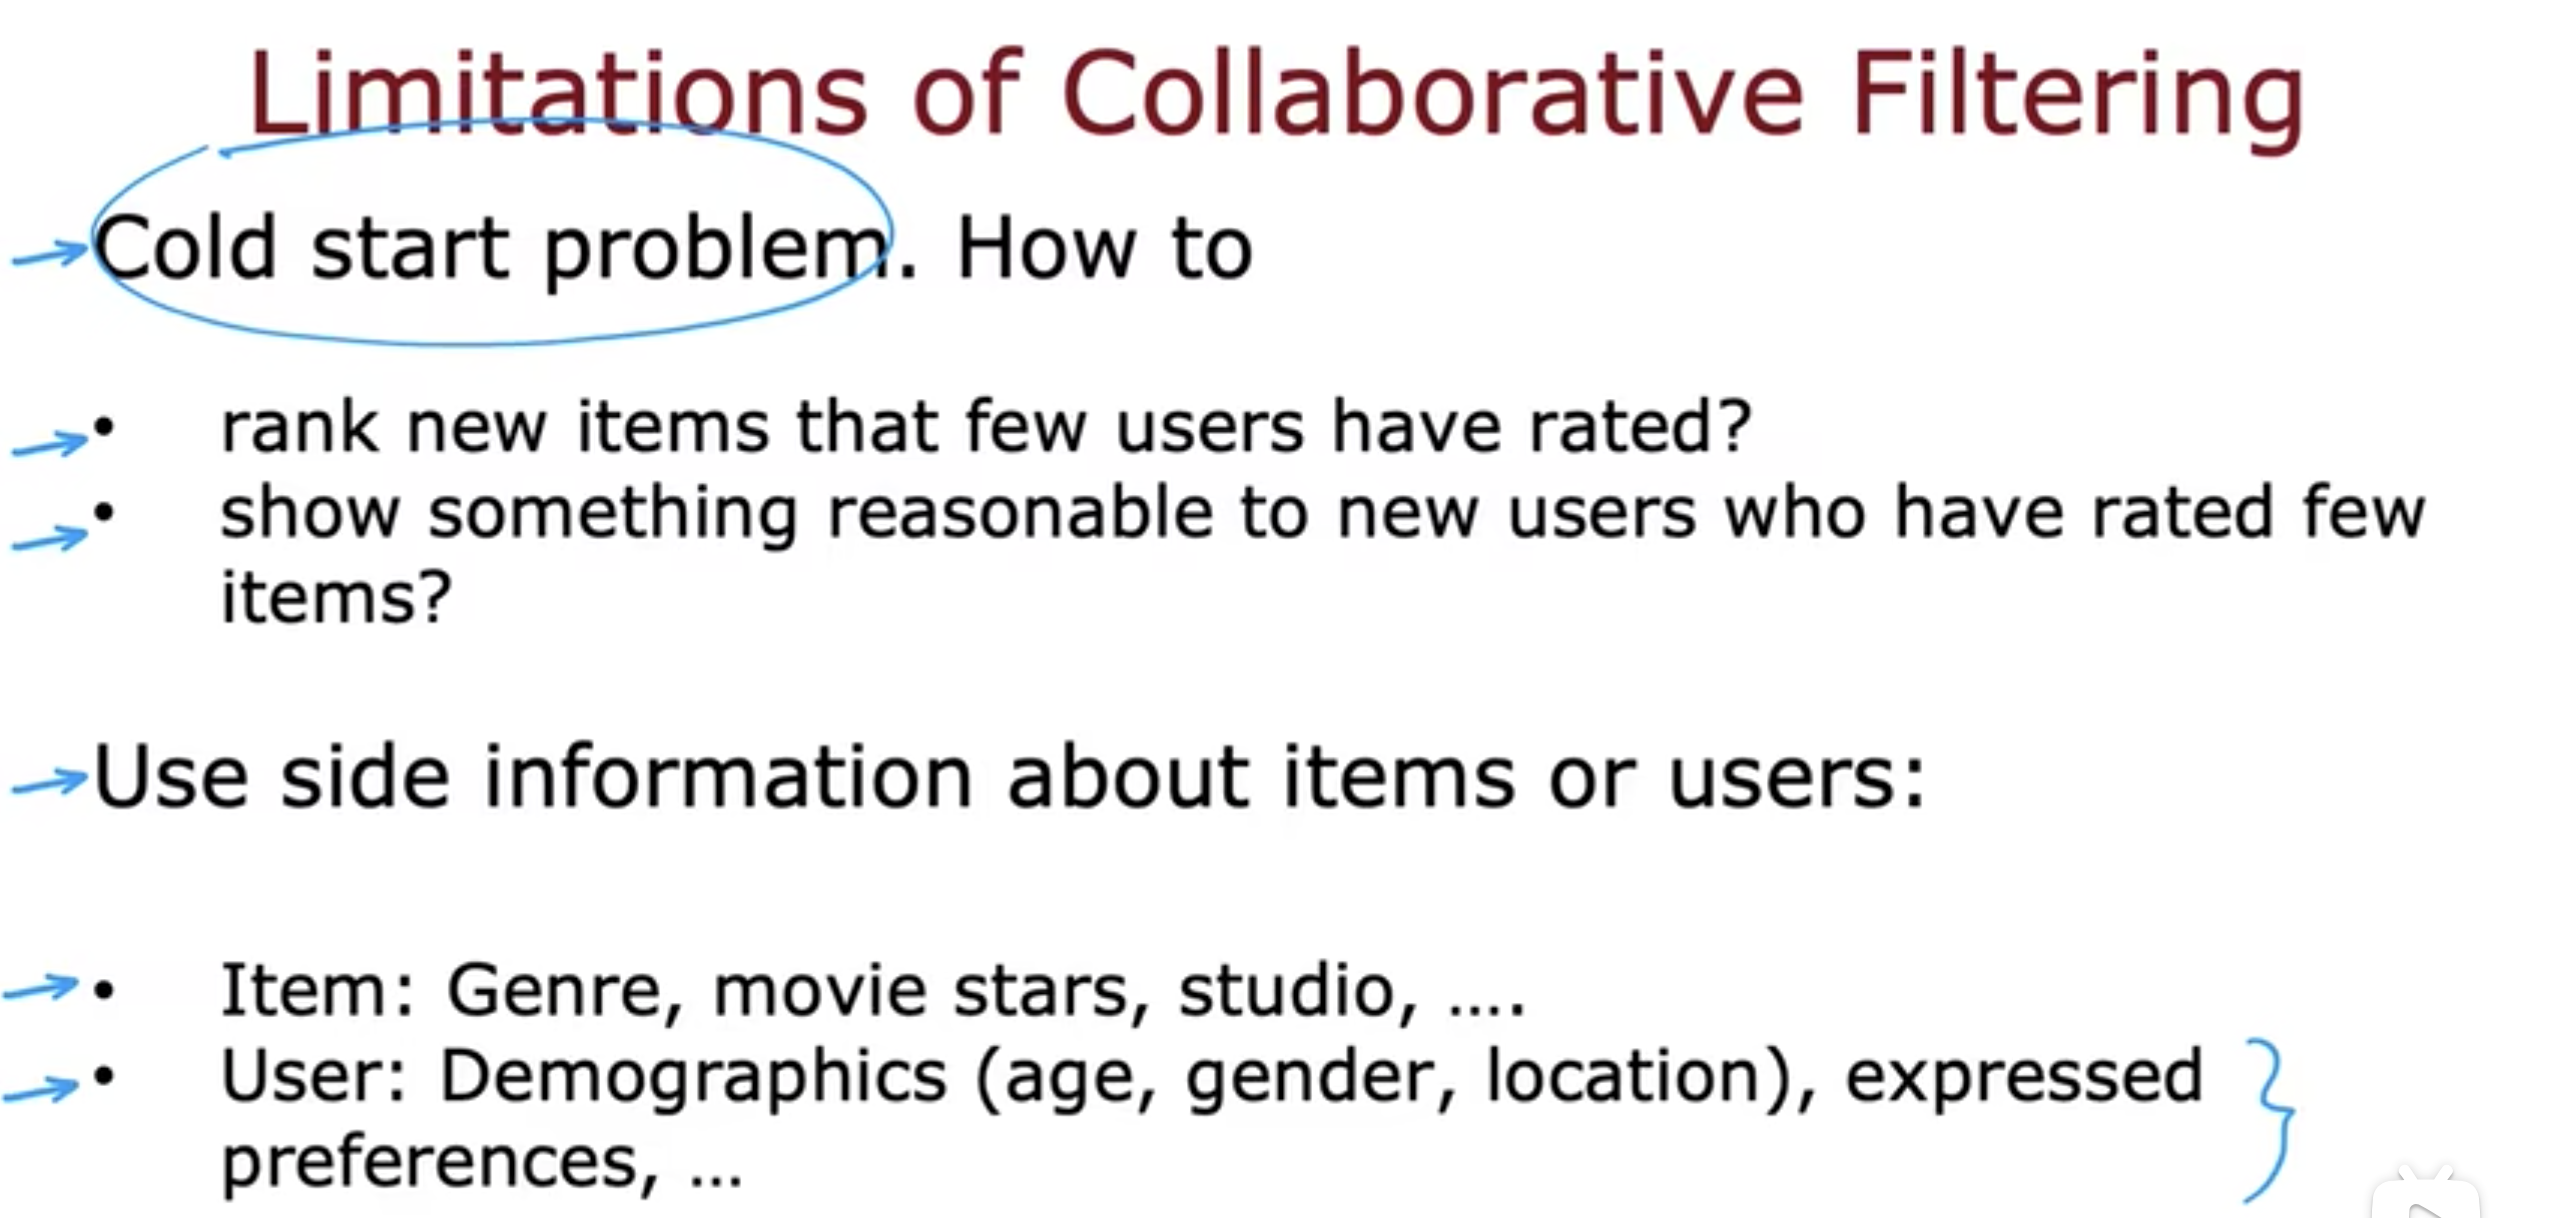 Limitations of Collaborative Filtering
Cold start problem. How to
• rank new items that few users have rated?
• show something reasonable to new users who have rated few
items?
Use side information about items or users:
• Item: Genre, movie stars, studio, ....
• User: Demographics (age, gender, location), expressed
preferences, ...